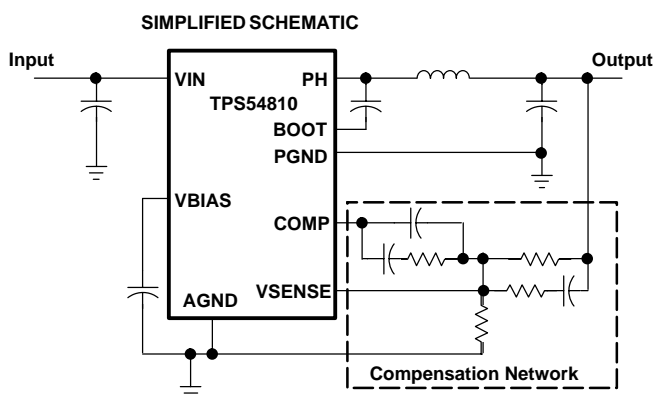 SIMPLIFIED SCHEMATIC
Input
Output
VIN
PH
TPS54810
BOOT
PGND
VBIAS
COMP
AGND
VSENSE
Compensation Network